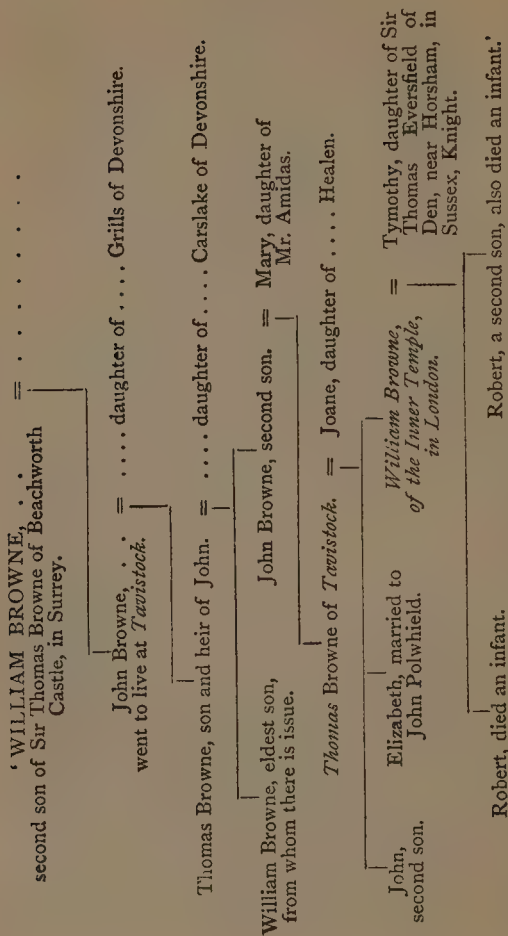 ‘WILLIAM BROWNE, . . = . . . . . . . .
second son of Sir Thomas Browne of Beachworth
Castle, in Surrey.
John Browne, . . = .... daughter of .... Grills of Devonshire.
went to live at Tavistock.
Thomas Browne, son and heir of John. = .... daughter of .... Carslake of Devonshire.
William Browne, eldest son,
from whom there is issue.
John Browne, second son. = Mary, daughter of
Mr. Amidas.
Thomas Browne of Tavistock. = Joane, daughter of .... Healen.
John,
second son.
Elizabeth, married to
John Polwhield.
William Browne,
of the Inner Temple,
in London.
=
Tymothy, daughter of Sir
Thomas Eversfield of
Den, near Horsham, in
Sussex, Knight.
Robert, died an infant.
Robert, a second son, also died an infant.’